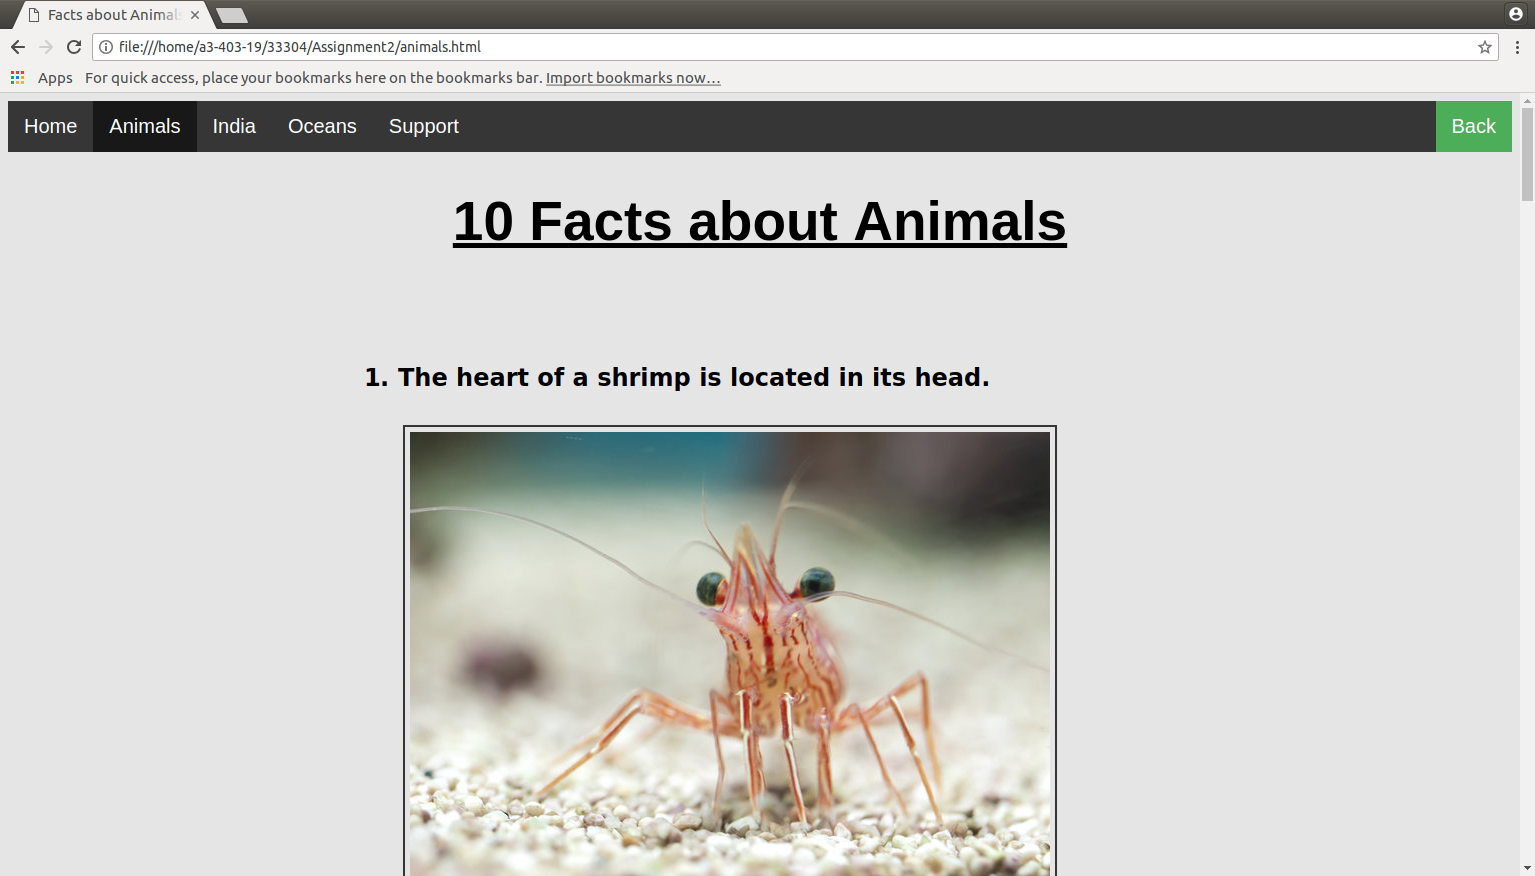 Facts about Animals
file:///home/a3-403-19/33304/Assignment2/animals.html
Apps For quick access, place your bookmarks here on the bookmarks bar. Import bookmarks now...
Home Animals India Oceans Support Back
10 Facts about Animals
1. The heart of a shrimp is located in its head.